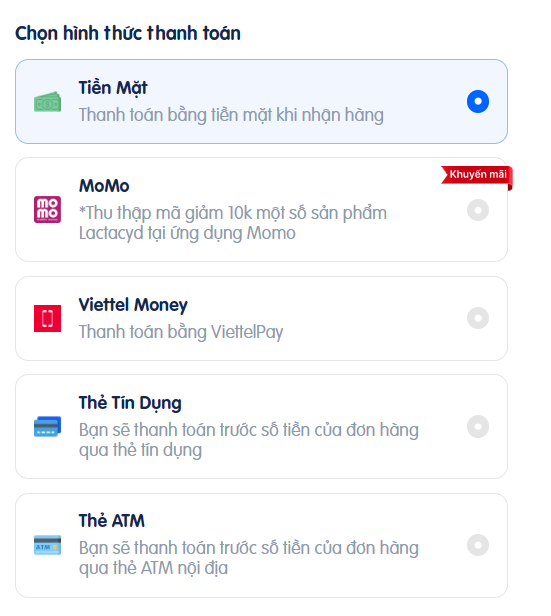 Chọn hình thức thanh toán
Tiền Mặt
Thanh toán bằng tiền mặt khi nhận hàng
Khuyến mãi
MoMo
mo
mo
*Thu thập mã giảm 10k một số sản phẩm
Lactacyd tại ứng dụng Momo
Viettel Money
Thanh toán bằng ViettelPay
Thẻ Tín Dụng
Bạn sẽ thanh toán trước số tiền của đơn hãng
qua thẻ tín dụng
Thẻ ATM
ATM
Bạn sẽ thanh toán trước số tiền của đơn hãng
qua thẻ ATM nội địa